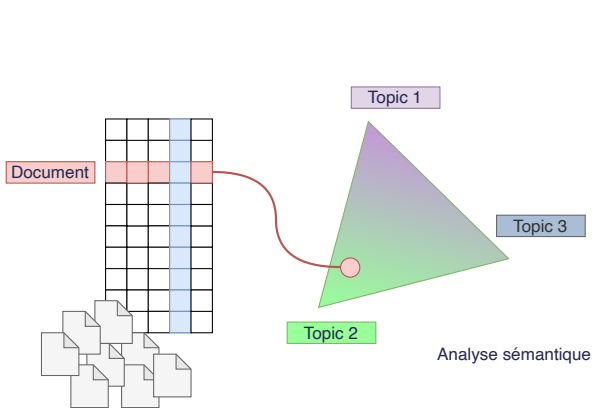 Topic 1
Document
Topic 3
Topic 2
Analyse sémantique